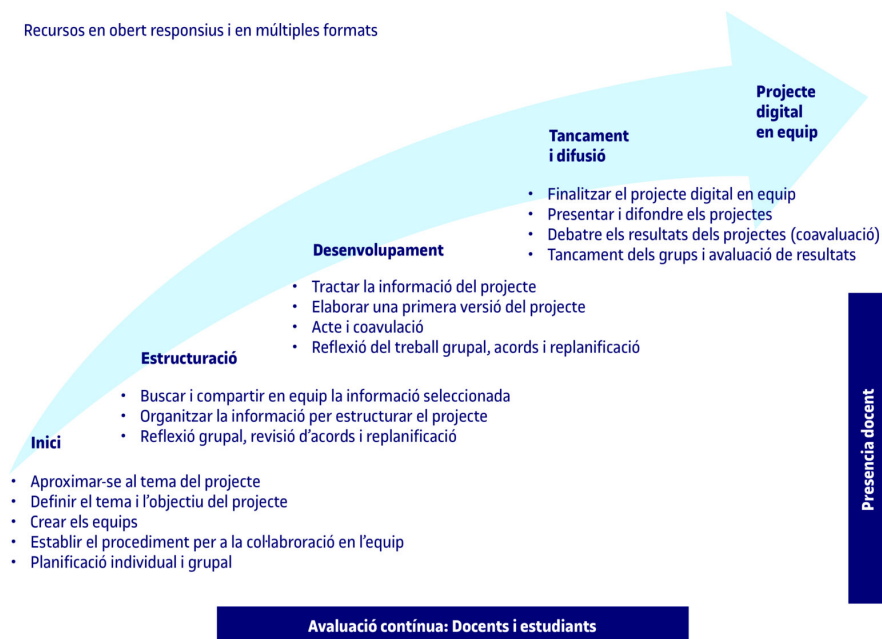 Recursos en obert responsius i en múltiples formats
Projecte
digital
en equip
Tancament
i difusió
• Finalitzar el projecte digital en equip
• Presentar i difondre els projectes
• Debatre els resultats dels projectes (coavaluació)
• Tancament dels grups i avaluació de resultats
Desenvolupament
• Tractar la informació del projecte
• Elaborar una primera versió del projecte
• Acte i coavulació
• Reflexió del treball grupal, acords i replanificació
Estructuració
• Buscar i compartir en equip la informació seleccionada
• Organitzar la informació per estructurar el projecte
• Reflexió grupal, revisió d’acords i replanificació
Inici
• Aproximar-se al tema del projecte
• Definir el tema i l’objectiu del projecte
• Crear els equips
• Establir el procediment per a la col·labroració en l’equip
• Planificació individual i grupal
Presencia docent
Avaluació contínua: Docents i estudiants